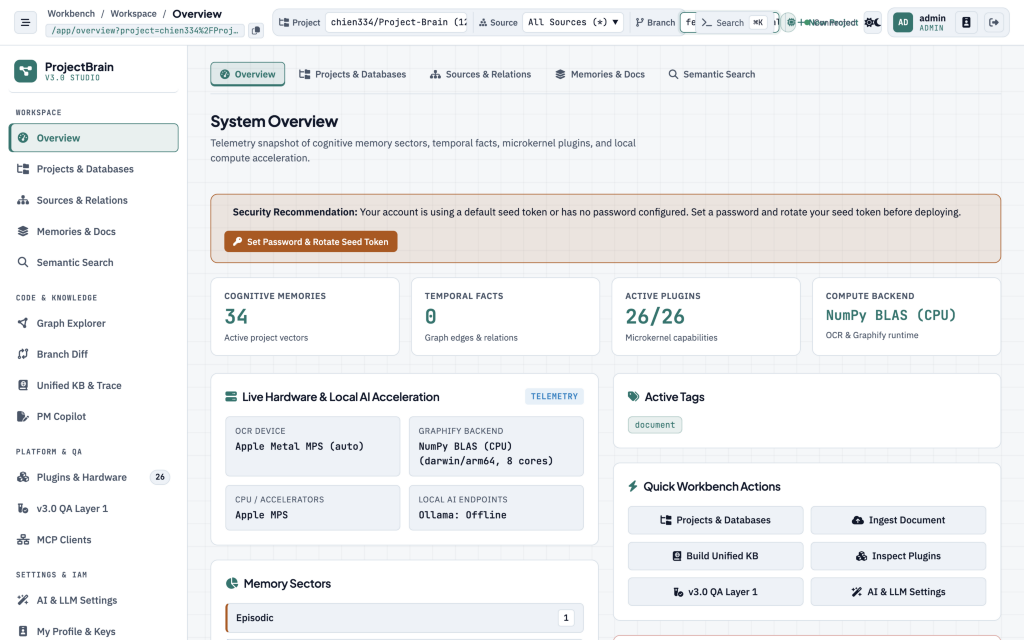 Workbench / Workspace / Overview
/app/overview?project=chien334%2FProj…
Project
chien334/Project-Brain (12
Source
All Sources (*) ▼
Branch
Search ⌘K
New Project
AD
admin
ADMIN
ProjectBrain
V3.0 STUDIO
WORKSPACE
Overview
Projects & Databases
Sources & Relations
Memories & Docs
Semantic Search
CODE & KNOWLEDGE
Graph Explorer
Branch Diff
Unified KB & Trace
PM Copilot
PLATFORM & QA
Plugins & Hardware 26
v3.0 QA Layer 1
MCP Clients
SETTINGS & IAM
AI & LLM Settings
My Profile & Keys
Overview
Projects & Databases
Sources & Relations
Memories & Docs
Semantic Search
System Overview
Telemetry snapshot of cognitive memory sectors, temporal facts, microkernel plugins, and local
compute acceleration.
Security Recommendation: Your account is using a default seed token or has no password configured. Set a password and rotate your seed token before deploying.
Set Password & Rotate Seed Token
COGNITIVE MEMORIES
34
Active project vectors
TEMPORAL FACTS
0
Graph edges & relations
ACTIVE PLUGINS
26/26
Microkernel capabilities
COMPUTE BACKEND
NumPy BLAS (CPU)
OCR & Graphify runtime
Live Hardware & Local AI Acceleration
TELEMETRY
OCR DEVICE
Apple Metal MPS (auto)
GRAPHIFY BACKEND
NumPy BLAS (CPU)
(darwin/arm64, 8 cores)
CPU / ACCELERATORS
Apple MPS
LOCAL AI ENDPOINTS
Ollama: Offline
Memory Sectors
Episodic 1
Active Tags
document
Quick Workbench Actions
Projects & Databases
Ingest Document
Build Unified KB
Inspect Plugins
v3.0 QA Layer 1
AI & LLM Settings